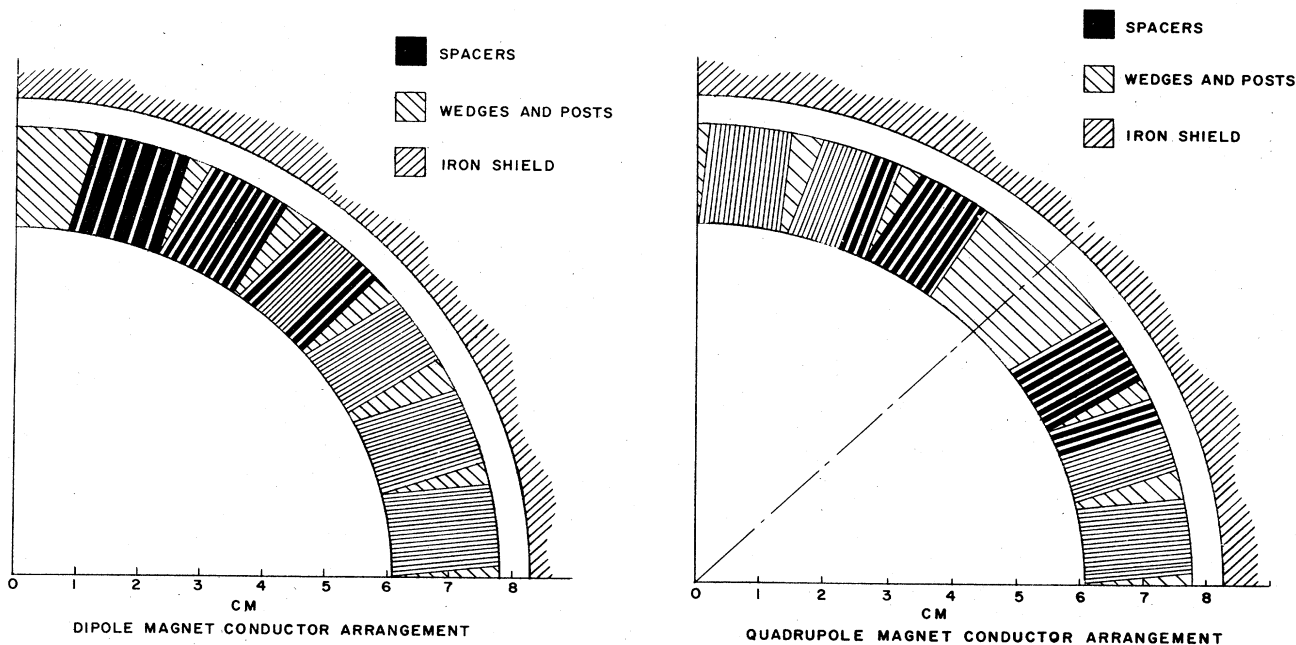 SPACERS
WEDGES AND POSTS
IRON SHIELD
0 1 2 3 4 5 6 7 8
CM
DIPOLE MAGNET CONDUCTOR ARRANGEMENT
SPACERS
WEDGES AND POSTS
IRON SHIELD
0 1 2 3 4 5 6 7 8
CM
QUADRUPOLE MAGNET CONDUCTOR ARRANGEMENT